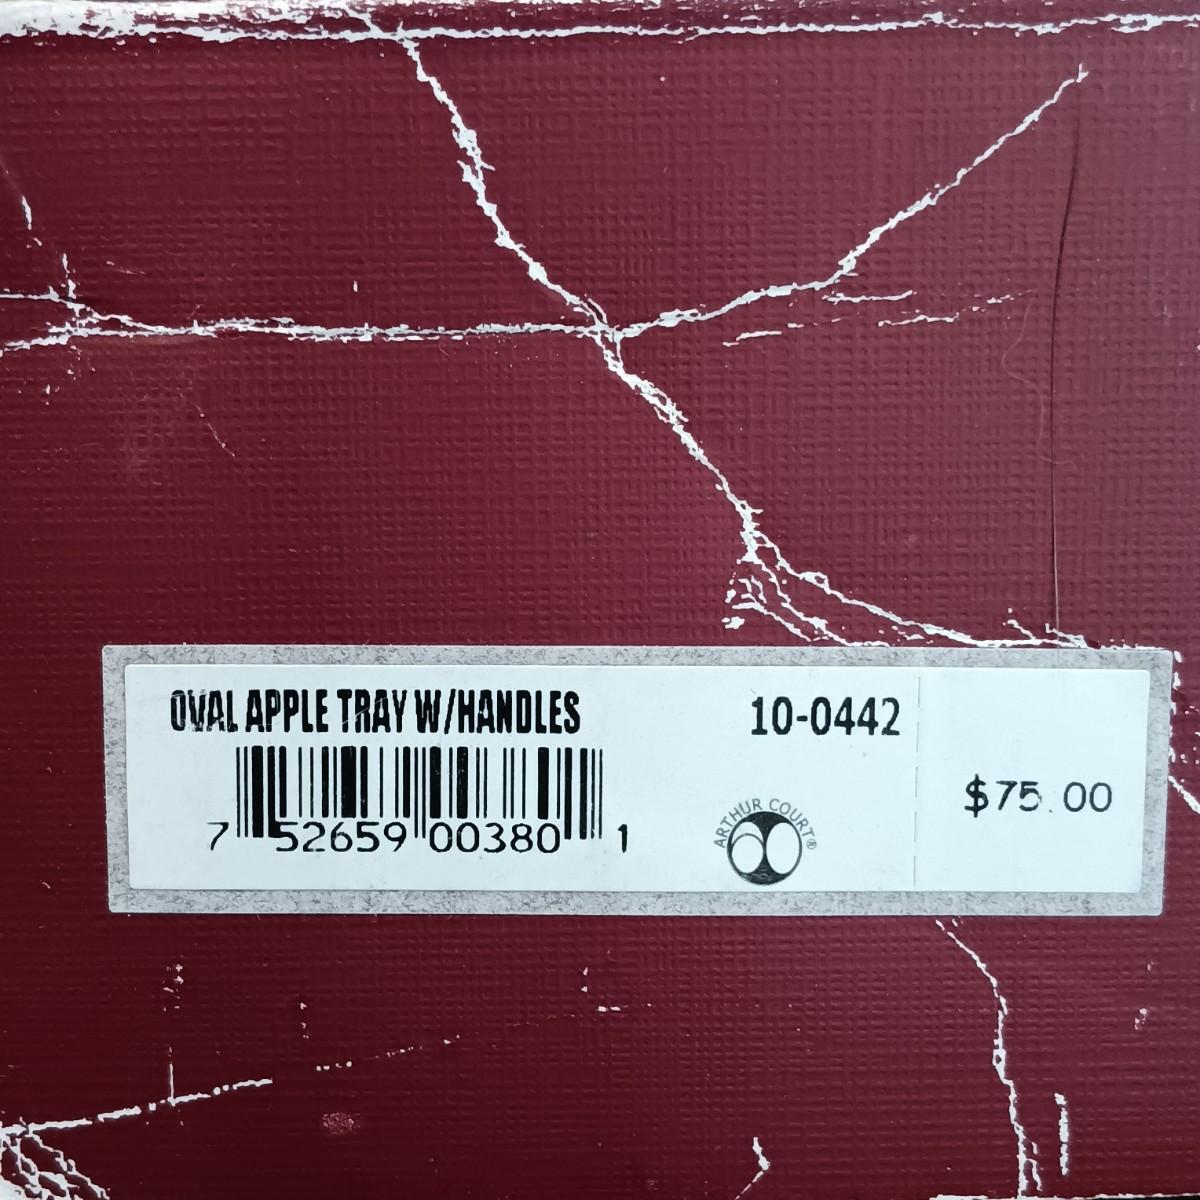 OVAL APPLE TRAY W/HANDLES
10-0442
$75.00
7 52659 00380 1
ARTHUR COURT®